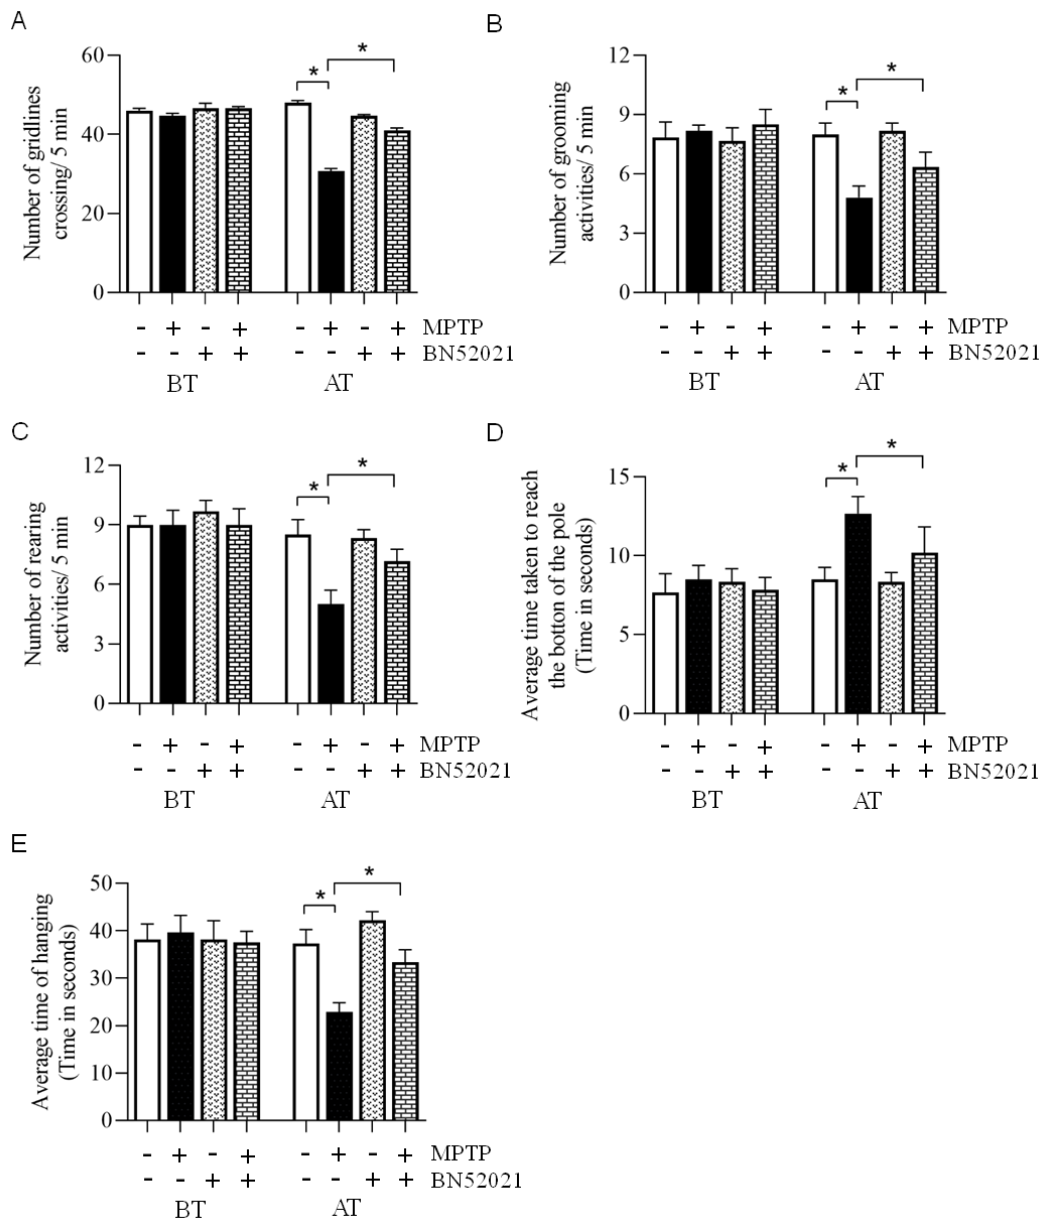 A
Number of gridlines
crossing/ 5 min
60
40
20
0
*
*
- + - + - + - + MPTP
- - + + - - + + BN52021
BT AT
B
Number of grooming
activities/ 5 min
12
9
6
3
0
*
*
- + - + - + - + MPTP
- - + + - - + + BN52021
BT AT
C
Number of rearing
activities/ 5 min
12
9
6
3
0
*
*
- + - + - + - + MPTP
- - + + - - + + BN52021
BT AT
D
Average time taken to reach
the botton of the pole
(Time in seconds)
15
10
5
0
*
*
- + - + - + - + MPTP
- - + + - - + + BN52021
BT AT
E
Average time of hanging
(Time in seconds)
50
40
30
20
10
0
*
*
- + - + - + - + MPTP
- - + + - - + + BN52021
BT AT